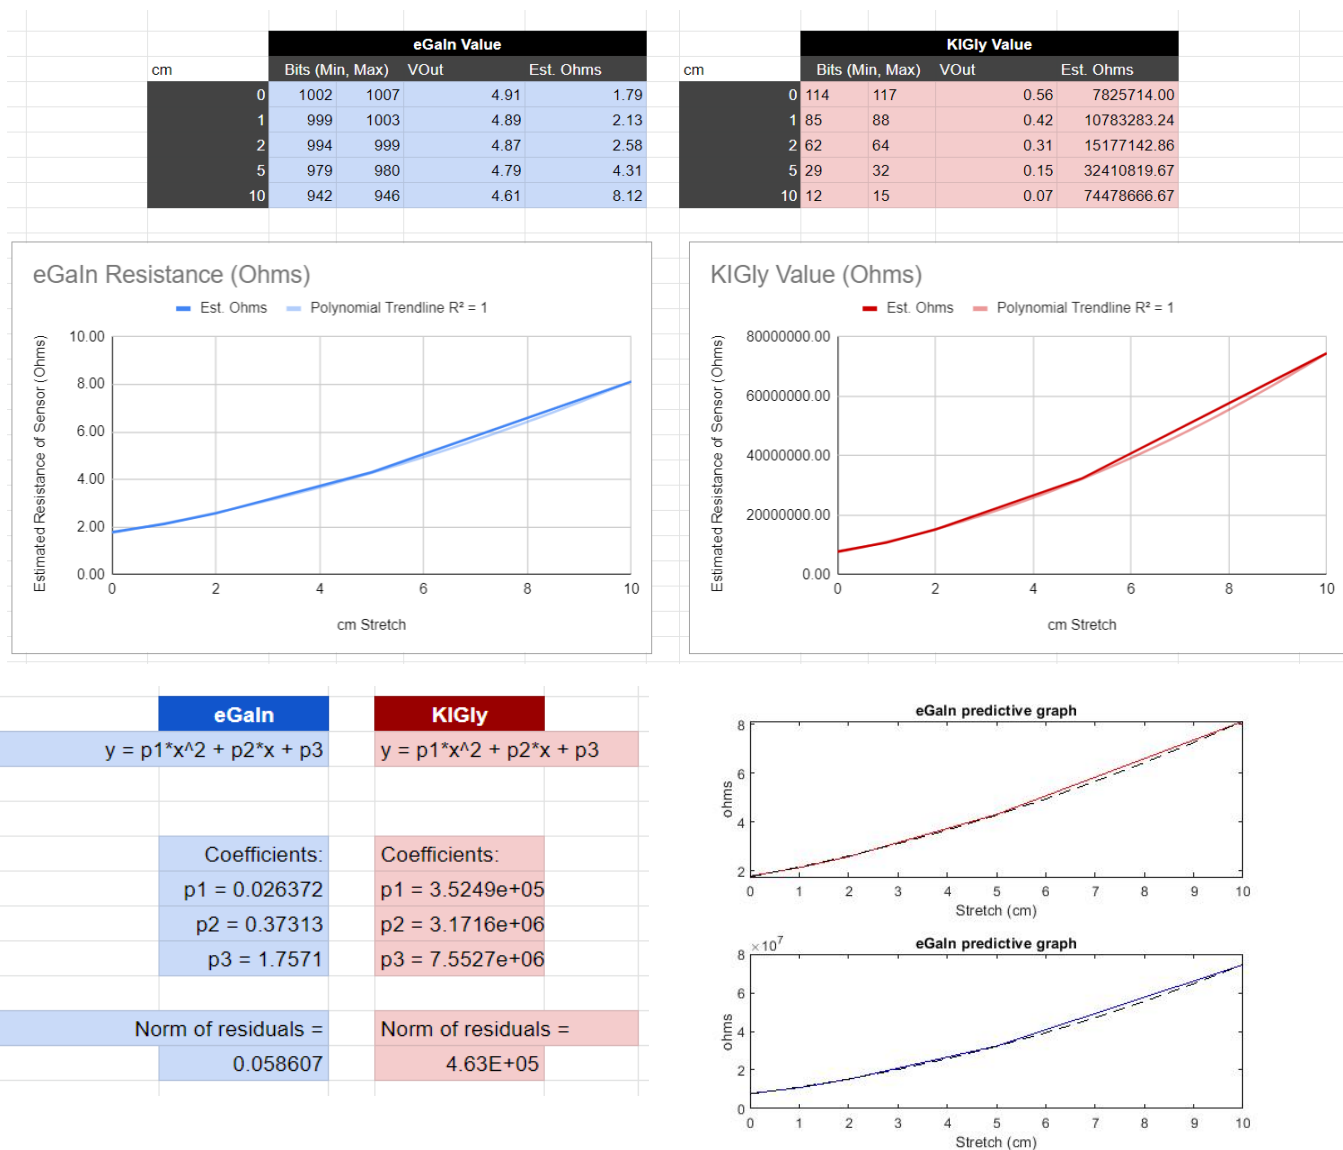 eGaIn Value
cm Bits (Min, Max) VOut Est. Ohms
0 1002 1007 4.91 1.79
1 999 1003 4.89 2.13
2 994 999 4.87 2.58
5 979 980 4.79 4.31
10 942 946 4.61 8.12
KIGly Value
cm Bits (Min, Max) VOut Est. Ohms
0 114 117 0.56 7825714.00
1 85 88 0.42 10783283.24
2 62 64 0.31 15177142.86
5 29 32 0.15 32410819.67
10 12 15 0.07 74478666.67
eGaIn Resistance (Ohms)
Est. Ohms Polynomial Trendline R² = 1
Estimated Resistance of Sensor (Ohms)
10.00
8.00
6.00
4.00
2.00
0.00
0 2 4 6 8 10
cm Stretch
KIGly Value (Ohms)
Est. Ohms Polynomial Trendline R² = 1
Estimated Resistance of Sensor (Ohms)
80000000.00
60000000.00
40000000.00
20000000.00
0.00
0 2 4 6 8 10
cm Stretch
eGaIn
y = p1*x^2 + p2*x + p3
Coefficients:
p1 = 0.026372
p2 = 0.37313
p3 = 1.7571
Norm of residuals =
0.058607
KIGly
y = p1*x^2 + p2*x + p3
Coefficients:
p1 = 3.5249e+05
p2 = 3.1716e+06
p3 = 7.5527e+06
Norm of residuals =
4.63E+05
eGaIn predictive graph
ohms
8
6
4
2
0 1 2 3 4 5 6 7 8 9 10
Stretch (cm)
eGaIn predictive graph
×10⁷
ohms
8
6
4
2
0
0 1 2 3 4 5 6 7 8 9 10
Stretch (cm)